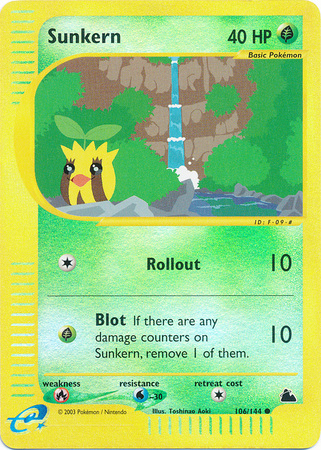 Sunkern 40 HP
Basic Pokémon
ID: F-09-#
Rollout 10
Blot If there are any
damage counters on
Sunkern, remove 1 of them.
10
weakness resistance retreat cost
-30
© 2003 Pokémon / Nintendo Illus. Toshinao Aoki 106/144
e